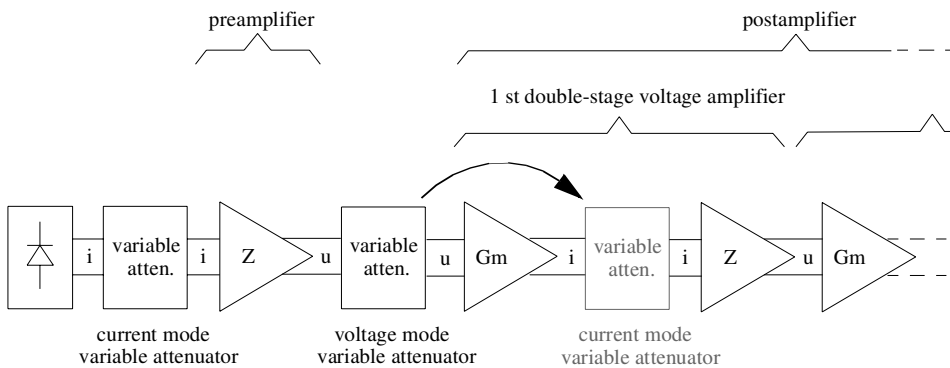 preamplifier
postamplifier
1 st double-stage voltage amplifier
i
variable
atten.
i
Z
u
variable
atten.
u
Gm
i
variable
atten.
i
Z
u
Gm
current mode
variable attenuator
voltage mode
variable attenuator
current mode
variable attenuator